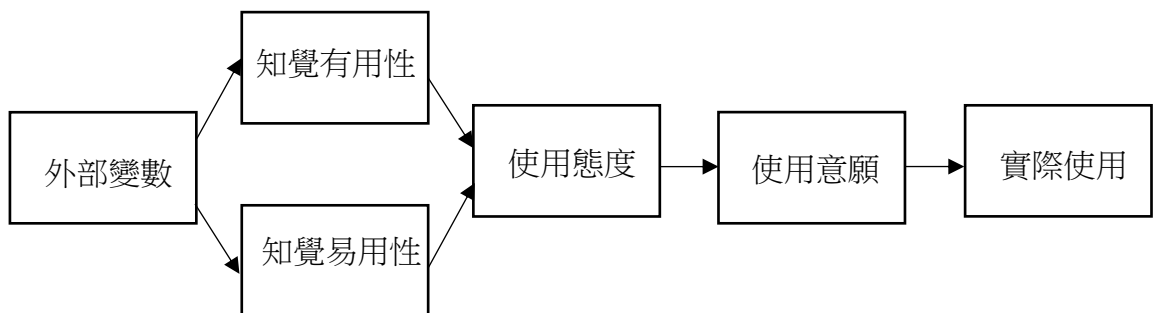 知覺有用性
外部變數
使用態度
使用意願
實際使用
知覺易用性